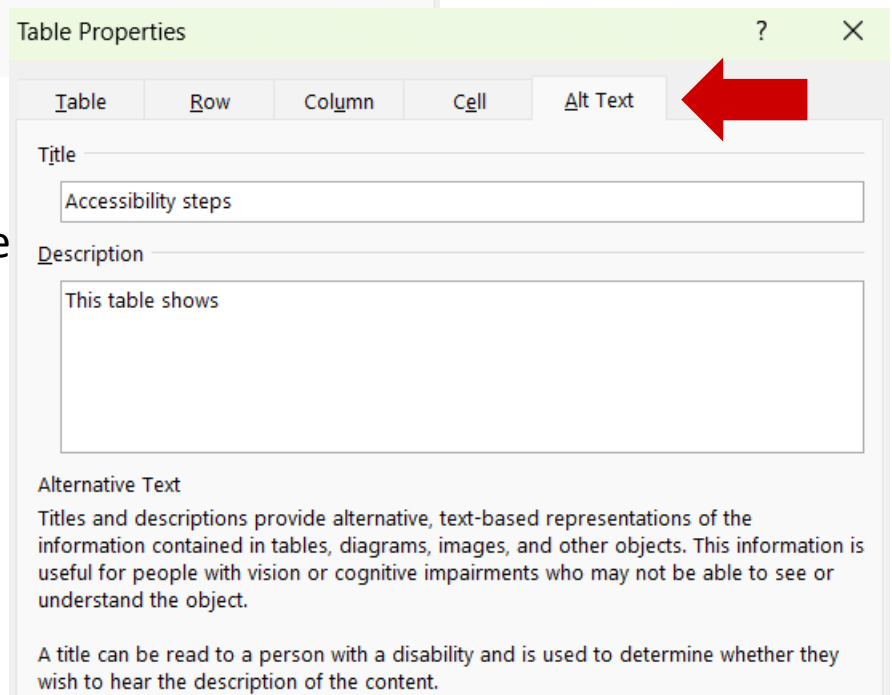 Table Properties ? ×
Table Row Column Cell Alt Text
Title
Accessibility steps
e
Description
This table shows
Alternative Text
Titles and descriptions provide alternative, text-based representations of the
information contained in tables, diagrams, images, and other objects. This information is
useful for people with vision or cognitive impairments who may not be able to see or
understand the object.
A title can be read to a person with a disability and is used to determine whether they
wish to hear the description of the content.